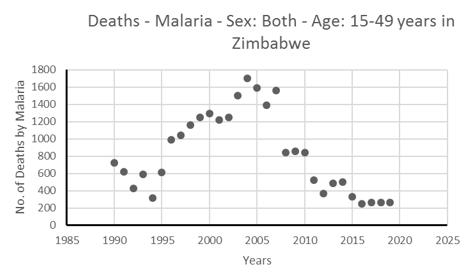 Deaths - Malaria - Sex: Both - Age: 15-49 years in
Zimbabwe
No. of Deaths by Malaria
1800
1600
1400
1200
1000
800
600
400
200
0
1985 1990 1995 2000 2005 2010 2015 2020 2025
Years